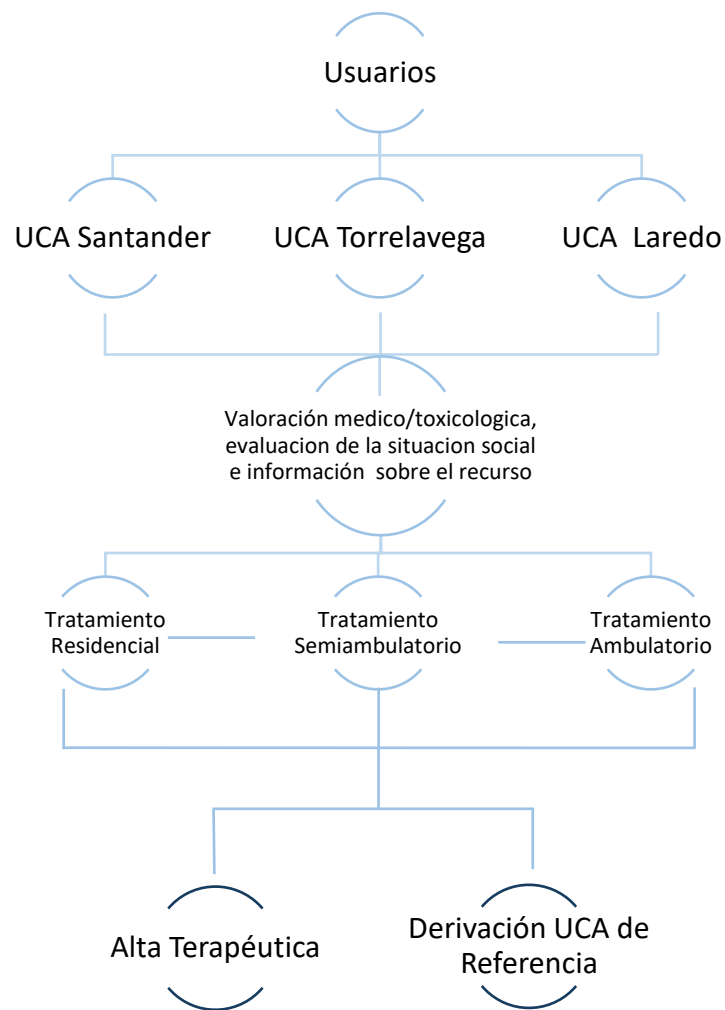 Usuarios
UCA Santander
UCA Torrelavega
UCA Laredo
Valoración medico/toxicologica,
evaluacion de la situacion social
e información sobre el recurso
Tratamiento
Residencial
Tratamiento
Semiambulatorio
Tratamiento
Ambulatorio
Alta Terapéutica
Derivación UCA de
Referencia